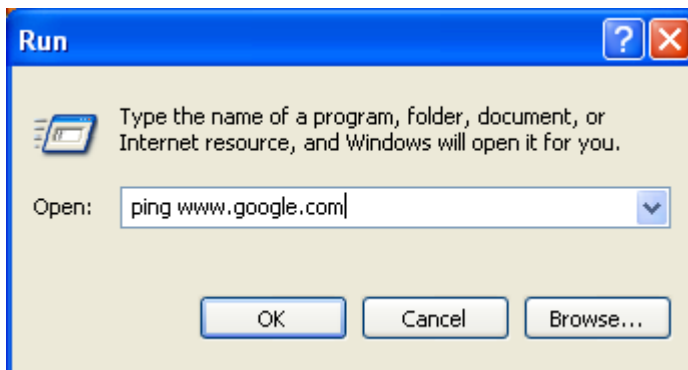 Run
Type the name of a program, folder, document, or
Internet resource, and Windows will open it for you.
Open:
ping www.google.com
OK
Cancel
Browse...